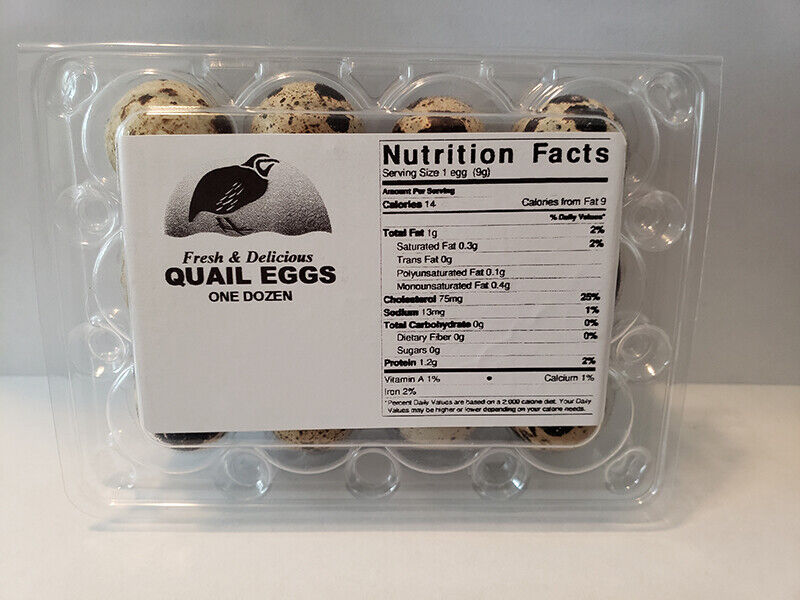 Fresh & Delicious
QUAIL EGGS
ONE DOZEN
Nutrition Facts
Serving Size 1 egg (9g)
Amount Per Serving
Calories 14 Calories from Fat 9
% Daily Values*
Total Fat 1g 2%
Saturated Fat 0.3g 2%
Trans Fat 0g
Polyunsaturated Fat 0.1g
Monounsaturated Fat 0.4g
Cholesterol 75mg 25%
Sodium 13mg 1%
Total Carbohydrate 0g 0%
Dietary Fiber 0g 0%
Sugars 0g
Protein 1.2g 2%
Vitamin A 1% • Calcium 1%
Iron 2%
*Percent Daily Values are based on a 2,000 calorie diet. Your Daily
Values may be higher or lower depending on your calorie needs.